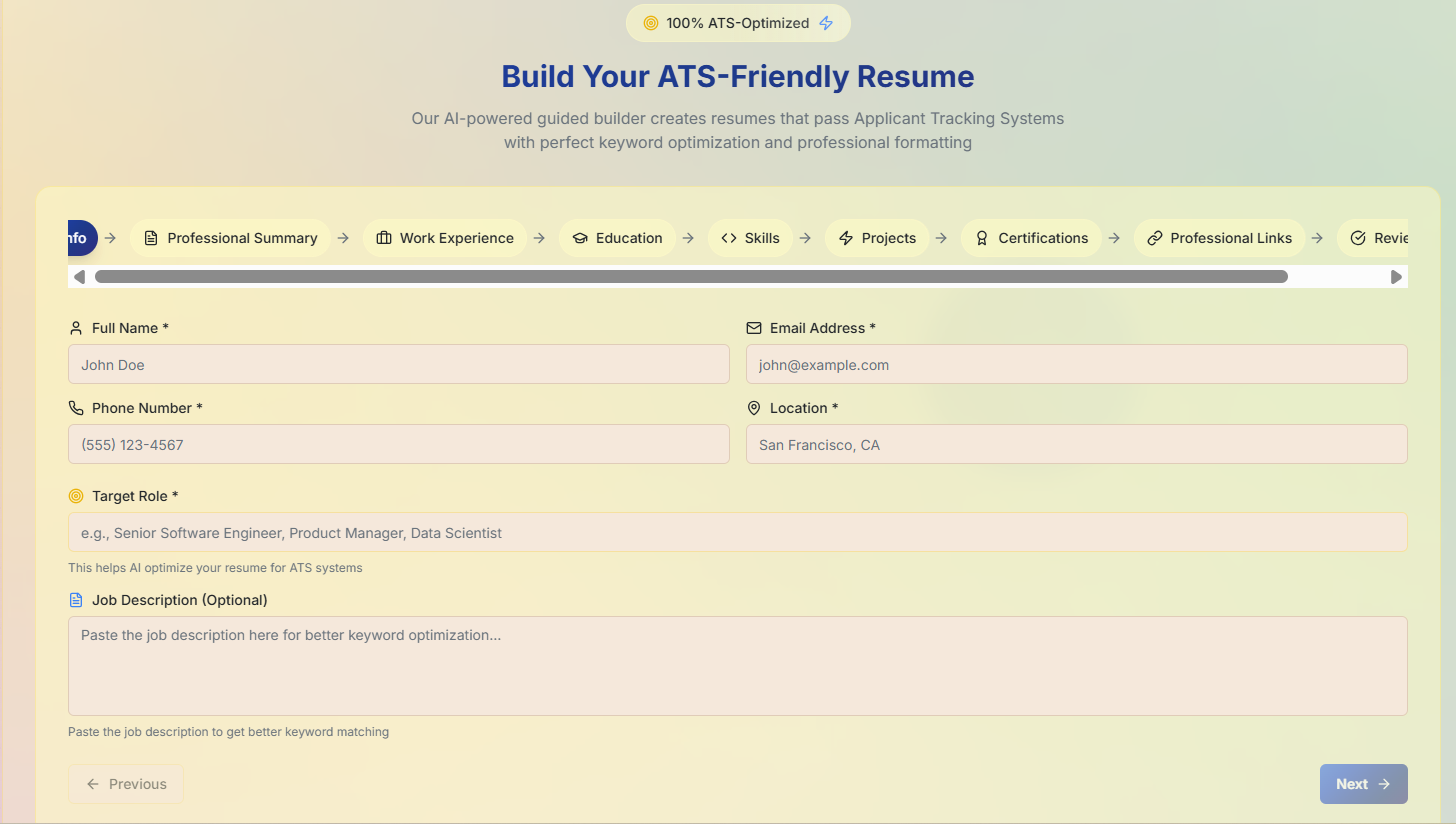 100% ATS-Optimized
Build Your ATS-Friendly Resume
Our AI-powered guided builder creates resumes that pass Applicant Tracking Systems
with perfect keyword optimization and professional formatting
nfo → Professional Summary → Work Experience → Education → Skills → Projects → Certifications → Professional Links → Revie
Full Name * Email Address *
John Doe john@example.com
Phone Number * Location *
(555) 123-4567 San Francisco, CA
Target Role *
e.g., Senior Software Engineer, Product Manager, Data Scientist
This helps AI optimize your resume for ATS systems
Job Description (Optional)
Paste the job description here for better keyword optimization...
Paste the job description to get better keyword matching
← Previous Next →